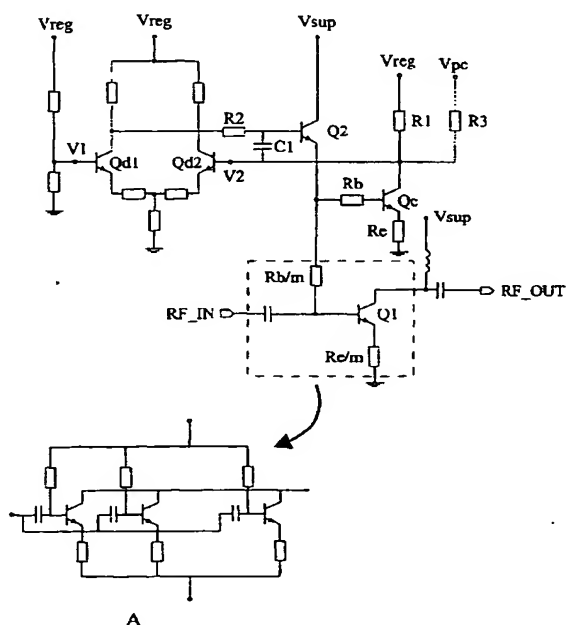 Vsup
Vreg
Vreg
Vreg
Vpc
R2
Q2
R1
R3
V1
Qd1
Qd2
V2
C1
Rb
Qc
Re
Vsup
Rb/m
RF_IN
Q1
RF_OUT
Re/m
A